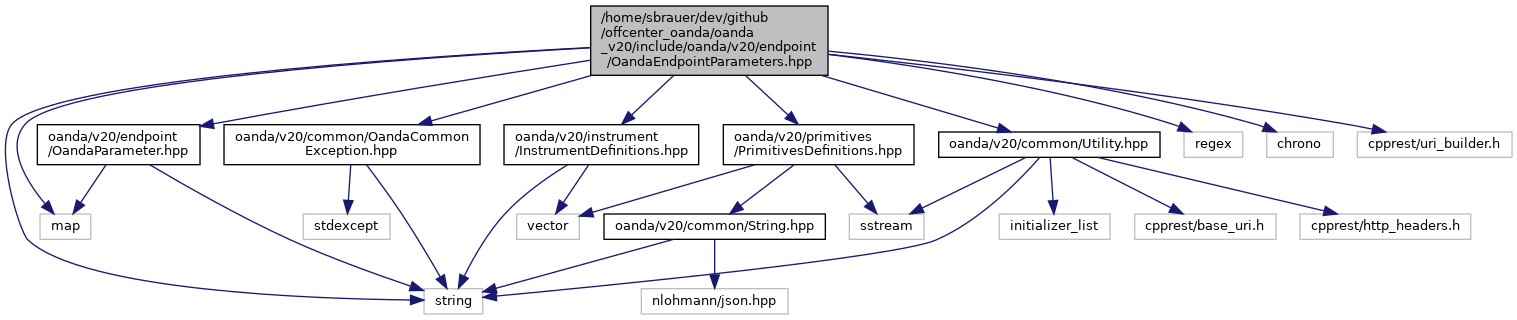 /home/sbrauer/dev/github
/offcenter_oanda/oanda
_v20/include/oanda/v20/endpoint
/OandaEndpointParameters.hpp
oanda/v20/endpoint
/OandaParameter.hpp
oanda/v20/common/OandaCommon
Exception.hpp
oanda/v20/instrument
/InstrumentDefinitions.hpp
oanda/v20/primitives
/PrimitivesDefinitions.hpp
oanda/v20/common/Utility.hpp
regex
chrono
cpprest/uri_builder.h
map
stdexcept
vector
oanda/v20/common/String.hpp
sstream
initializer_list
cpprest/base_uri.h
cpprest/http_headers.h
string
nlohmann/json.hpp